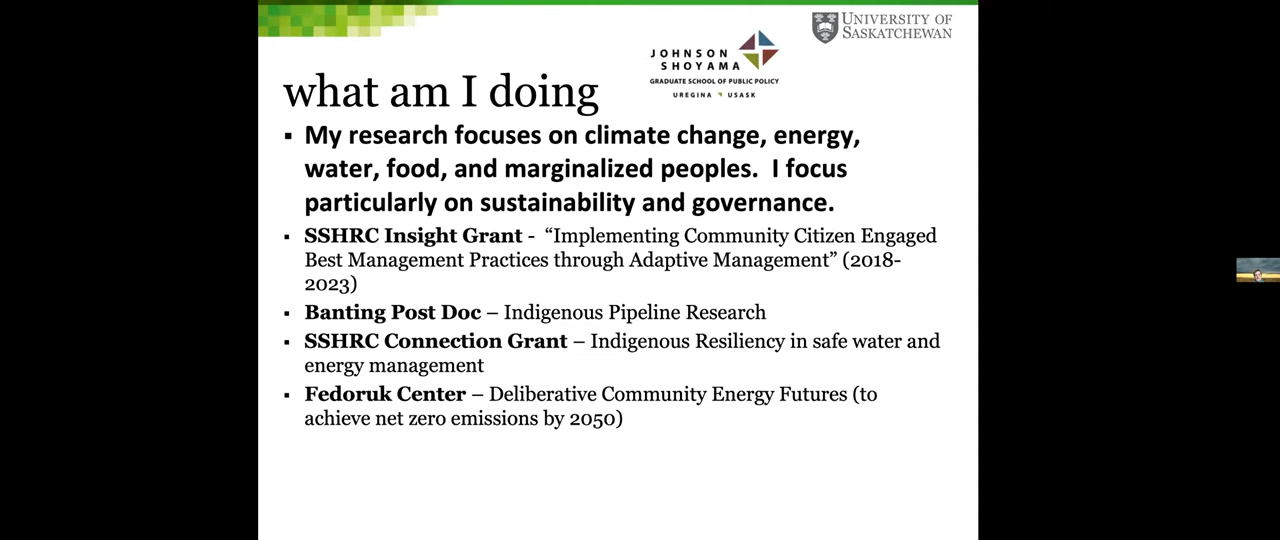 UNIVERSITY OF
SASKATCHEWAN
JOHNSON
SHOYAMA
GRADUATE SCHOOL OF PUBLIC POLICY
UREGINA USASK
what am I doing
▪ My research focuses on climate change, energy,
water, food, and marginalized peoples.  I focus
particularly on sustainability and governance.
▪ SSHRC Insight Grant -  “Implementing Community Citizen Engaged
Best Management Practices through Adaptive Management” (2018-
2023)
▪ Banting Post Doc – Indigenous Pipeline Research
▪ SSHRC Connection Grant – Indigenous Resiliency in safe water and
energy management
▪ Fedoruk Center – Deliberative Community Energy Futures (to
achieve net zero emissions by 2050)